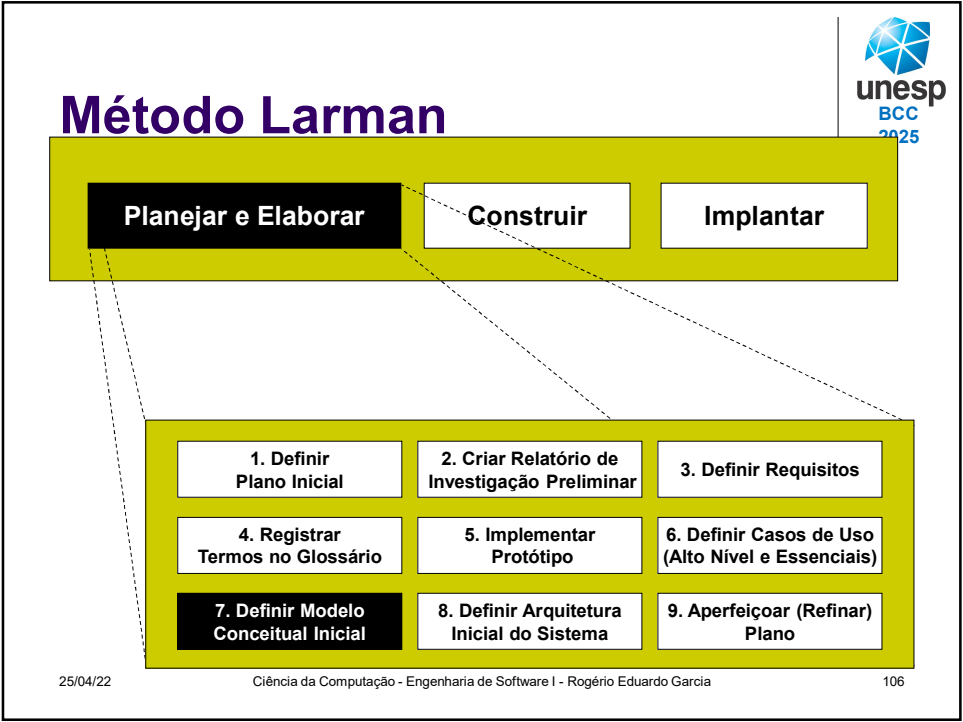 unesp
BCC
2025
Método Larman
Planejar e Elaborar
Construir
Implantar
1. Definir
Plano Inicial
2. Criar Relatório de
Investigação Preliminar
3. Definir Requisitos
4. Registrar
Termos no Glossário
5. Implementar
Protótipo
6. Definir Casos de Uso
(Alto Nível e Essenciais)
7. Definir Modelo
Conceitual Inicial
8. Definir Arquitetura
Inicial do Sistema
9. Aperfeiçoar (Refinar)
Plano
25/04/22
Ciência da Computação - Engenharia de Software I - Rogério Eduardo Garcia
106